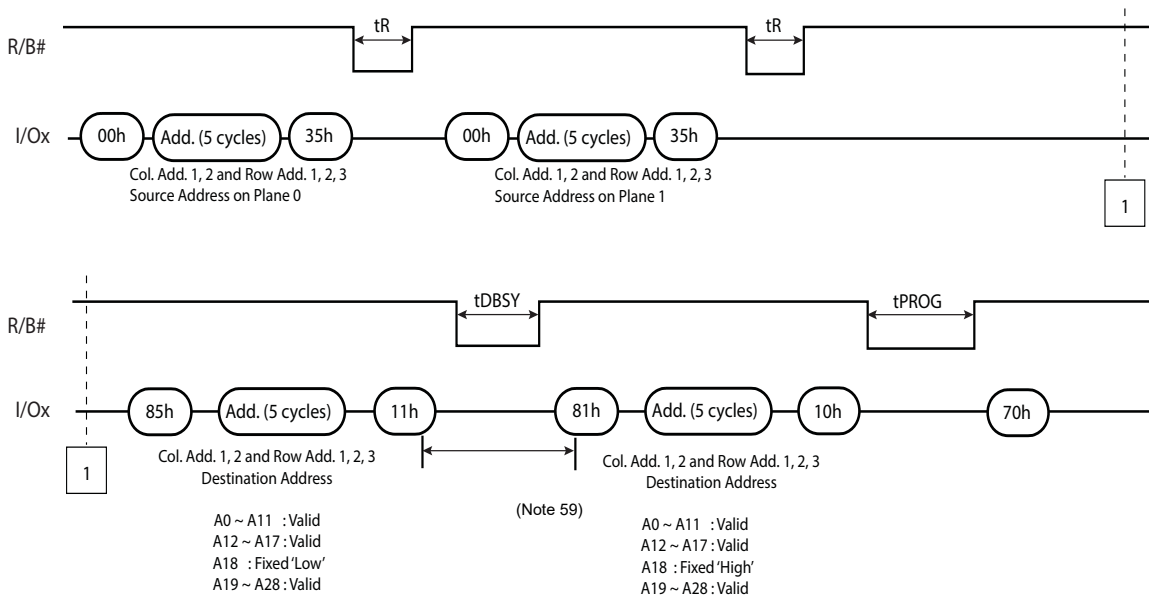 tR
tR
R/B#
I/Ox
00h
Add. (5 cycles)
35h
00h
Add. (5 cycles)
35h
Col. Add. 1, 2 and Row Add. 1, 2, 3
Source Address on Plane 0
Col. Add. 1, 2 and Row Add. 1, 2, 3
Source Address on Plane 1
1
tDBSY
tPROG
R/B#
I/Ox
85h
Add. (5 cycles)
11h
81h
Add. (5 cycles)
10h
70h
1
Col. Add. 1, 2 and Row Add. 1, 2, 3
Destination Address
A0 ~ A11 : Valid
A12 ~ A17 : Valid
A18 : Fixed 'Low'
A19 ~ A28 : Valid
(Note 59)
Col. Add. 1, 2 and Row Add. 1, 2, 3
Destination Address
A0 ~ A11 : Valid
A12 ~ A17 : Valid
A18 : Fixed 'High'
A19 ~ A28 : Valid